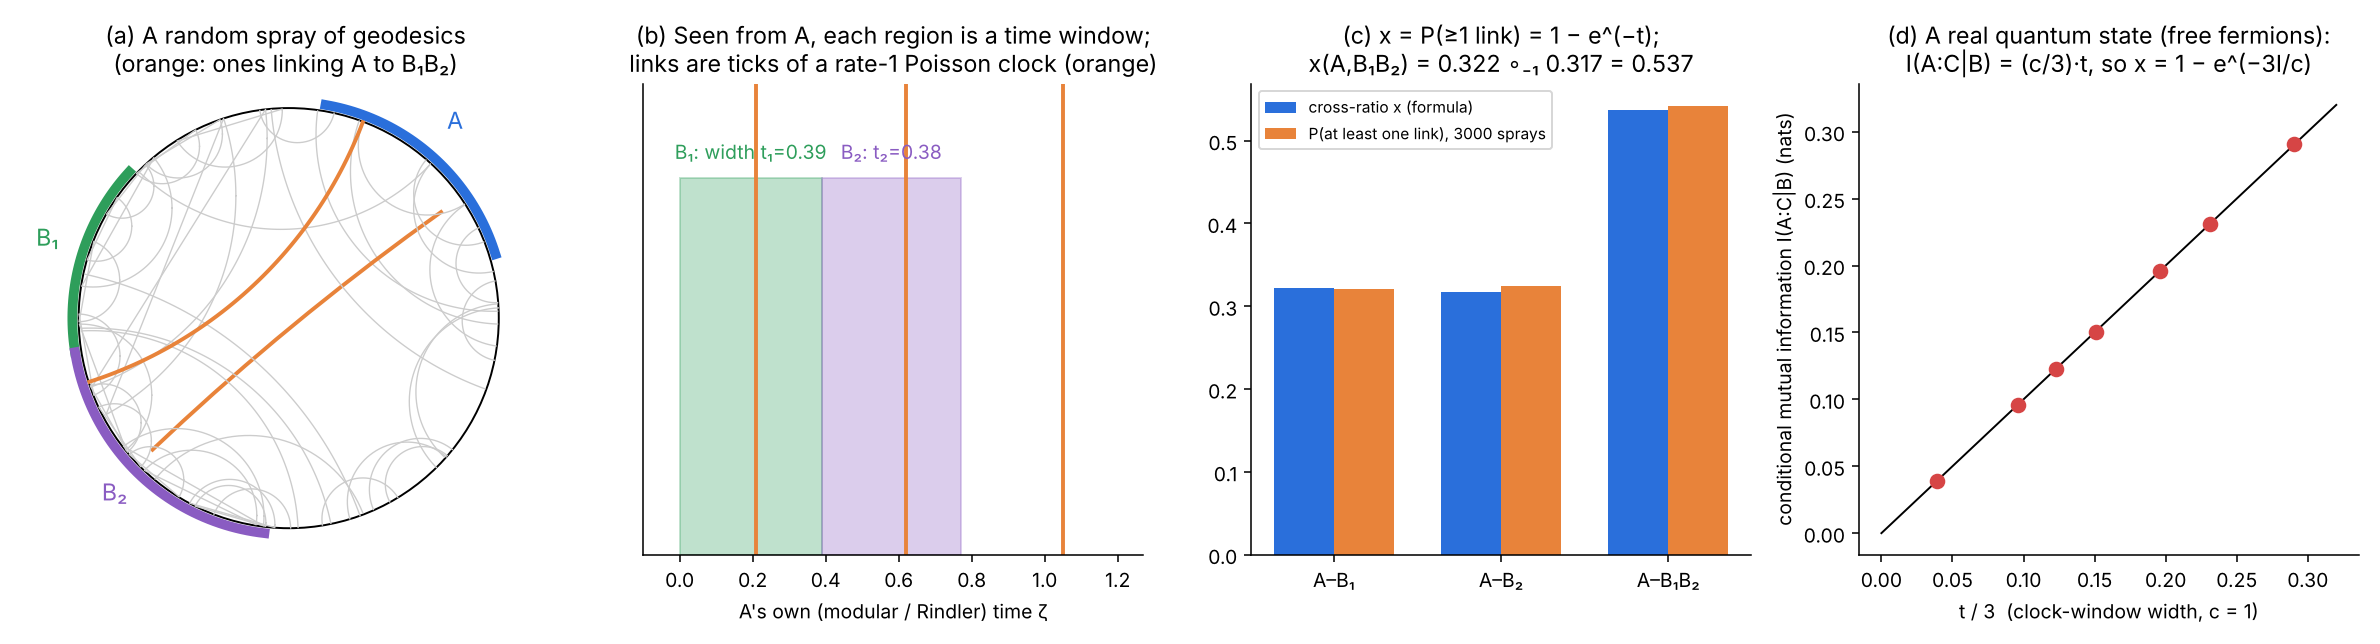 (a) A random spray of geodesics
(orange: ones linking A to B₁B₂)
A
B₁
B₂
(b) Seen from A, each region is a time window;
links are ticks of a rate-1 Poisson clock (orange)
B₁: width t₁=0.39
B₂: t₂=0.38
0.0
0.2
0.4
0.6
0.8
1.0
1.2
A's own (modular / Rindler) time ζ
(c) x = P(≥1 link) = 1 − e^(−t);
x(A,B₁B₂) = 0.322 ∘₋₁ 0.317 = 0.537
cross-ratio x (formula)
P(at least one link), 3000 sprays
0.5
0.4
0.3
0.2
0.1
0.0
A–B₁
A–B₂
A–B₁B₂
(d) A real quantum state (free fermions):
I(A:C|B) = (c/3)·t, so x = 1 − e^(−3I/c)
conditional mutual information I(A:C|B) (nats)
0.30
0.25
0.20
0.15
0.10
0.05
0.00
0.00
0.05
0.10
0.15
0.20
0.25
0.30
t / 3 (clock-window width, c = 1)